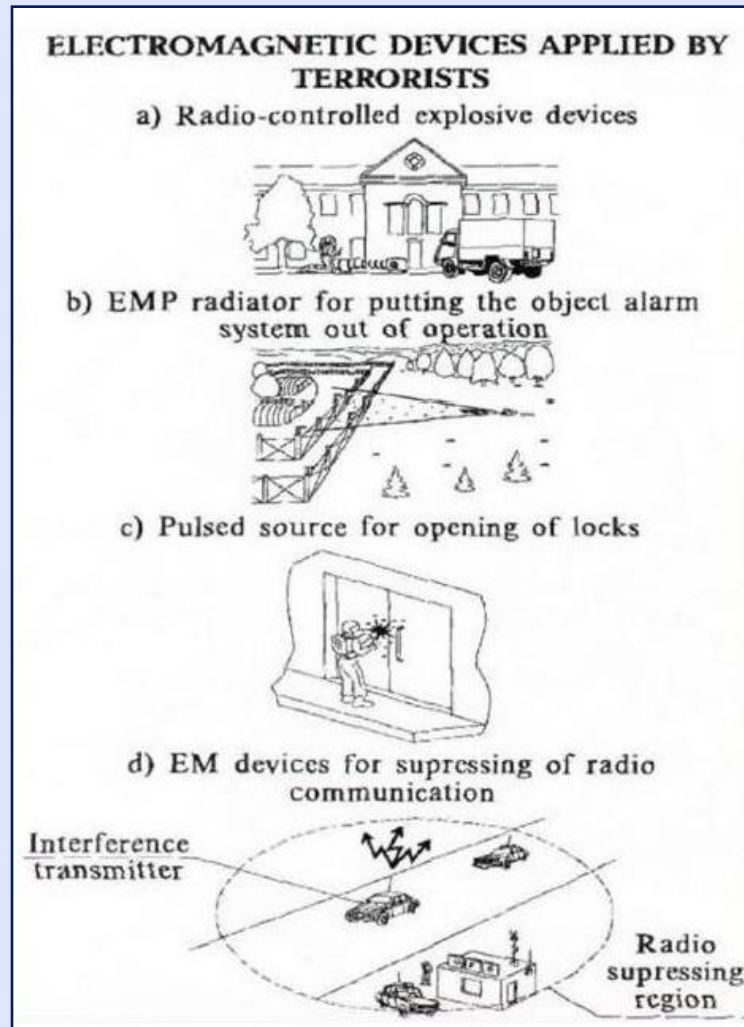 ELECTROMAGNETIC DEVICES APPLIED BY
TERRORISTS
a) Radio-controlled explosive devices
b) EMP radiator for putting the object alarm
system out of operation
c) Pulsed source for opening of locks
d) EM devices for supressing of radio
communication
Interference
transmitter
Radio
supressing
region